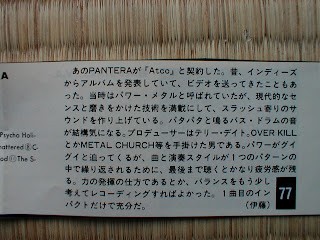 A
あのPANTERAが「Atco」と契約した。昔、インディーズ
からアルバムを発表していて、ビデオを送ってきたこともあ
った。当時はパワー・メタルと呼ばれていたが、現代的なセ
ンスと磨きをかけた技術を満載にして、スラッシュ寄りのサ
ウンドを作り上げている。バタバタと鳴るバス・ドラムの音
が結構気になる。プロデューサーはテリー・デイト。OVER KILL
とかMETAL CHURCH等を手掛けた男である。パワーがグイ
グイと迫ってくるが、曲と演奏スタイルが1つのパターンの
中で繰り返されるために、最後まで聴くとかなり疲労感が残
る。力の発揮の仕方であるとか、バランスをもう少し
考えてレコーディングすればよかった。1曲目のイン
パクトだけで充分だ。
(伊藤)
77
Psycho Holi-
hattered ⑧C-
od ⑪The S-